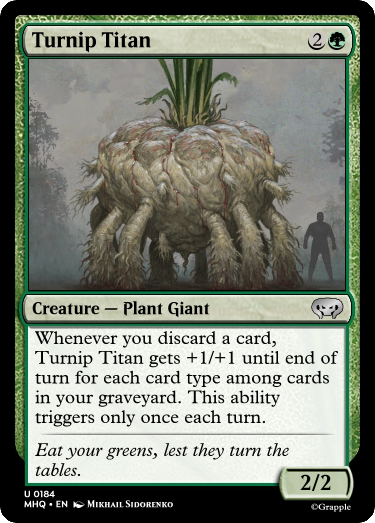 Turnip Titan 2
Creature — Plant Giant
Whenever you discard a card,
Turnip Titan gets +1/+1 until end of
turn for each card type among cards
in your graveyard. This ability
triggers only once each turn.
Eat your greens, lest they turn the
tables.
2/2
U 0184
MHQ • EN Mikhail Sidorenko
©Grapple